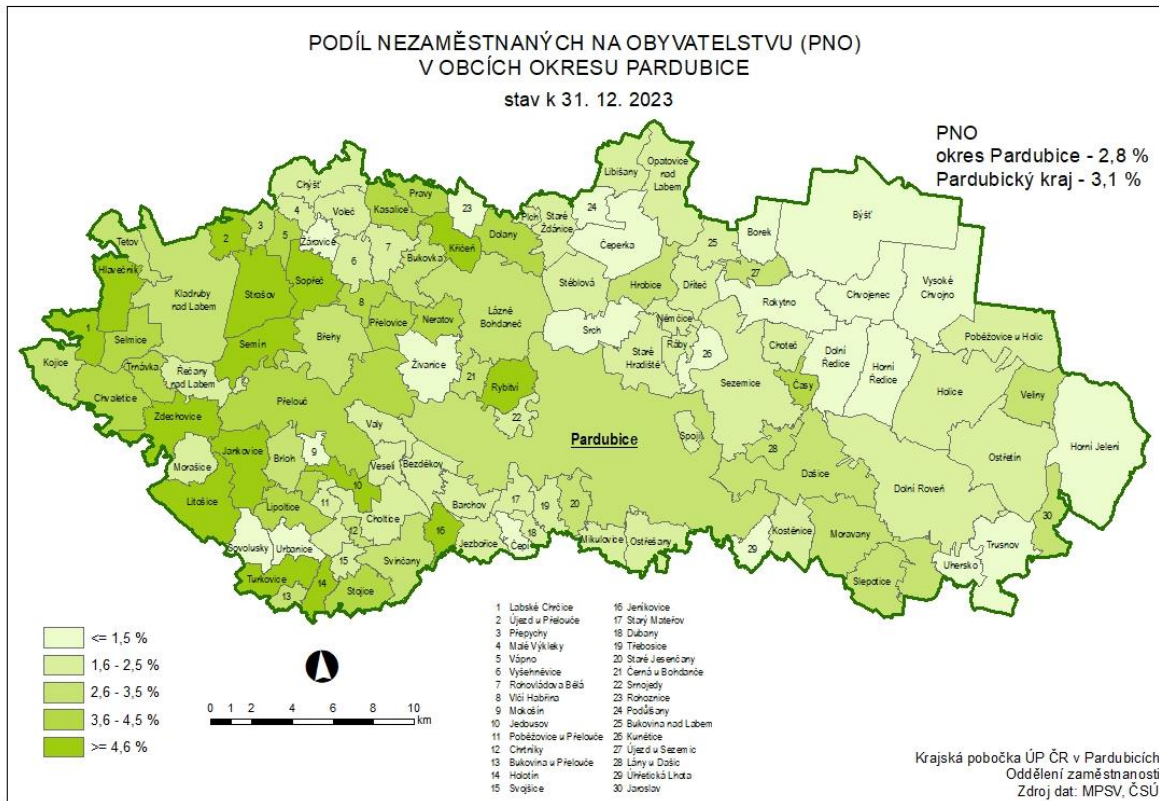 PODÍL NEZAMĚSTNANÝCH NA OBYVATELSTVU (PNO)
V OBCÍCH OKRESU PARDUBICE
stav k 31. 12. 2023
PNO
okres Pardubice - 2,8 %
Pardubický kraj - 3,1 %
Chýšť
4
Voleč
Kasalice
Pravy
23
Libišany
Opatovice
nad
Labem
24
Býšť
Tetov
2
3
5
Žáravice
6
7
Bukovka
Křičeň
Dolany
Plch
Staré
Ždánice
Čeperka
25
Borek
27
Hlavečník
Kladruby
nad Labem
Strašov
Sopřeč
8
Přelovice
Neratov
Lázně
Bohdaneč
Stéblová
Hrobice
Dříteč
Rokytno
Chvojenec
Vysoké
Chvojno
1
Selmice
Semín
Břehy
Živanice
Srch
Němčice
Ráby
26
Staré
Hradiště
Choteč
Dolní
Ředice
Horní
Ředice
Poběžovice u Holic
Kojice
Trnávka
Řečany
nad Labem
21
Rybitví
22
Sezemice
Časy
Holice
Veliny
Chvaletice
Zdechovice
Přelouč
Valy
Pardubice
Spojil
28
Horní Jelení
Morašice
Jankovice
Brloh
9
10
Veselí
Bezděkov
Dašice
Ostřetín
Litošice
Lipoltice
11
Choltice
Barchov
17
19
20
Dolní Roveň
30
Sovolusky
Urbanice
12
15
16
Jezbořice
Čepí
18
Mikulovice
Ostřešany
29
Kostěnice
Moravany
Trusnov
Turkovice
13
14
Stojice
Svinčany
Slepotice
Uhersko
<= 1,5 %
1,6 - 2,5 %
2,6 - 3,5 %
3,6 - 4,5 %
>= 4,6 %
0 1 2 4 6 8 10
km
1 Labské Chrčice
2 Újezd u Přelouče
3 Přepychy
4 Malé Výkleky
5 Vápno
6 Vyšehněvice
7 Rohovládova Bělá
8 Vlčí Habřina
9 Mokošín
10 Jedousov
11 Poběžovice u Přelouče
12 Chrtníky
13 Bukovina u Přelouče
14 Holotín
15 Svojšice
16 Jeníkovice
17 Starý Mateřov
18 Dubany
19 Třebosice
20 Staré Jesenčany
21 Černá u Bohdanče
22 Srnojedy
23 Rohoznice
24 Podůlšany
25 Bukovina nad Labem
26 Kunětice
27 Újezd u Sezemic
28 Lány u Dašic
29 Úhřetická Lhota
30 Jaroslav
Krajská pobočka ÚP ČR v Pardubicích
Oddělení zaměstnanosti
Zdroj dat: MPSV, ČSÚ